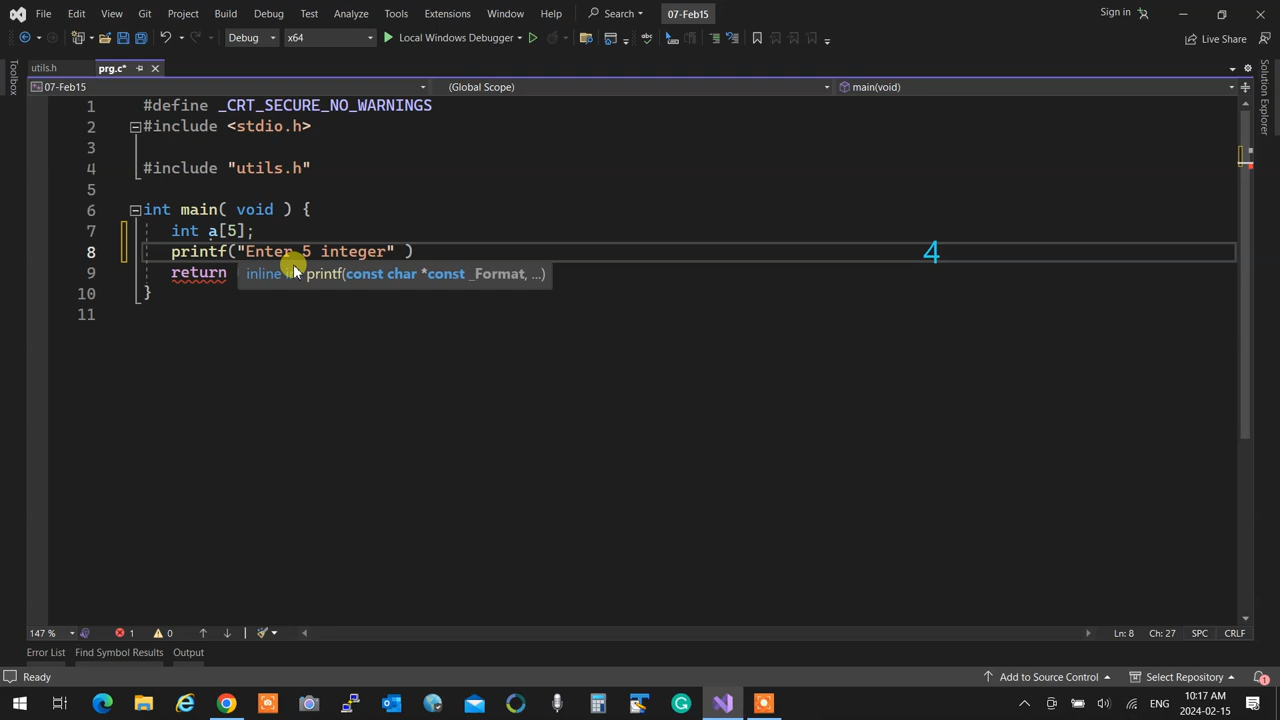 File Edit View Git Project Build Debug Test Analyze Tools Extensions Window Help Search 07-Feb15 Sign in
Debug x64 Local Windows Debugger Live Share
utils.h prg.c*
07-Feb15 (Global Scope) main(void)
Toolbox
Solution Explorer
1 #define _CRT_SECURE_NO_WARNINGS
2 #include <stdio.h>
3
4 #include "utils.h"
5
6 int main( void ) {
7 int a[5];
8 printf("Enter 5 integer" ) 4
9 return
inline printf(const char *const _Format, ...)
10 }
11
147 % 1 0 Ln: 8 Ch: 27 SPC CRLF
Error List Find Symbol Results Output
Ready Add to Source Control Select Repository 1
ENG 10:17 AM
2024-02-15